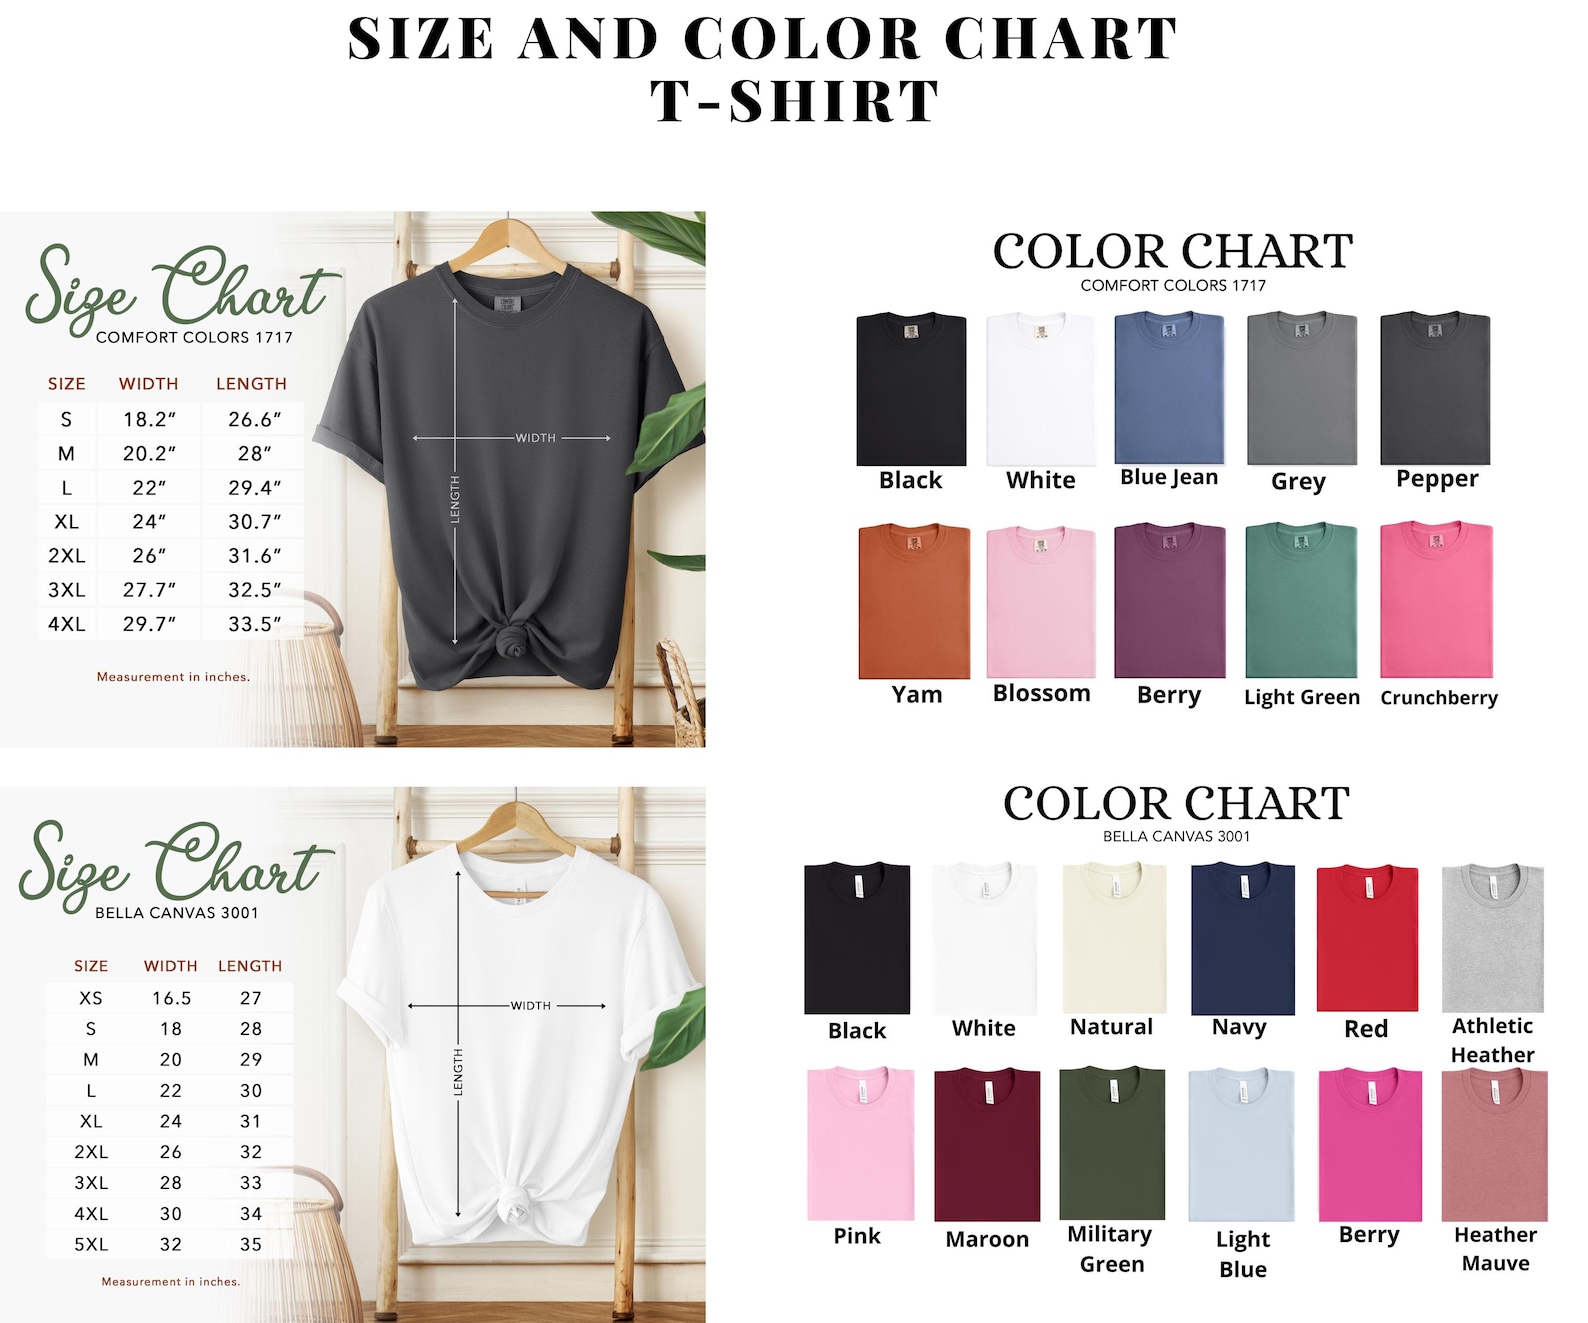 SIZE AND COLOR CHART
T-SHIRT
Size Chart
COMFORT COLORS 1717
SIZE WIDTH LENGTH
S 18.2” 26.6”
M 20.2” 28”
L 22” 29.4”
XL 24” 30.7”
2XL 26” 31.6”
3XL 27.7” 32.5”
4XL 29.7” 33.5”
Measurement in inches.
WIDTH
LENGTH
COLOR CHART
COMFORT COLORS 1717
Black White Blue Jean Grey Pepper
Yam Blossom Berry Light Green Crunchberry
Size Chart
BELLA CANVAS 3001
SIZE WIDTH LENGTH
XS 16.5 27
S 18 28
M 20 29
L 22 30
XL 24 31
2XL 26 32
3XL 28 33
4XL 30 34
5XL 32 35
Measurement in inches.
WIDTH
LENGTH
COLOR CHART
BELLA CANVAS 3001
Black White Natural Navy Red Athletic
Heather
Pink Maroon Military Light Berry Heather
Green Blue Mauve